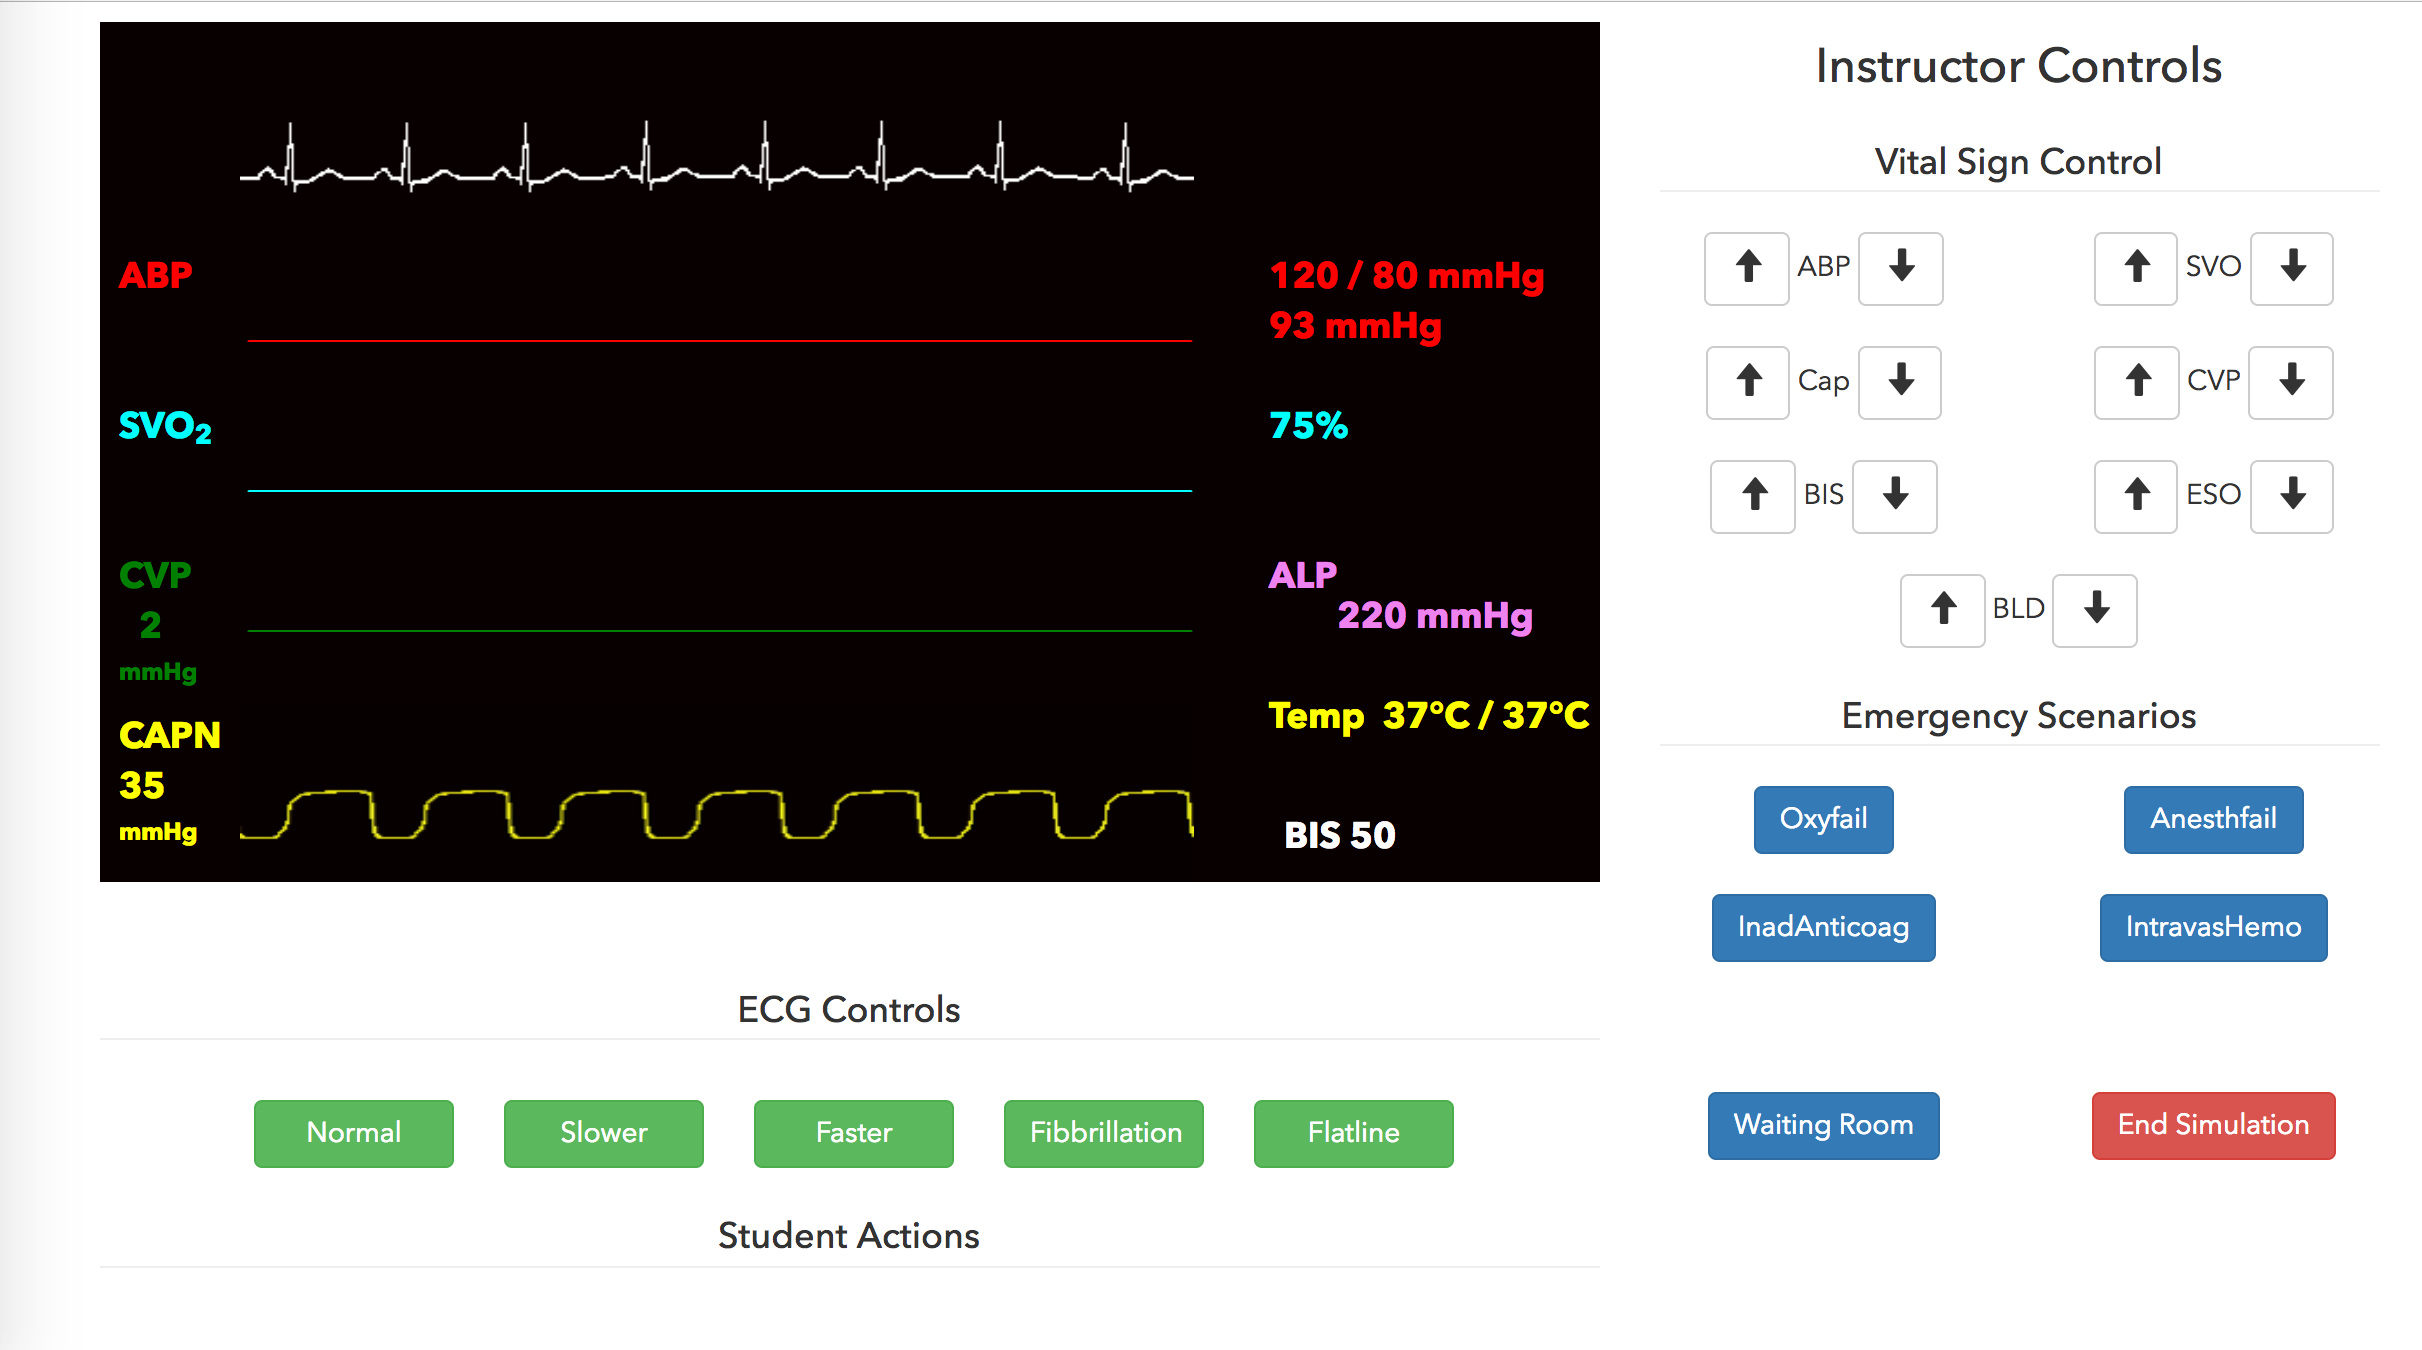 ABP
120 / 80 mmHg
93 mmHg
SVO₂
75%
CVP
2
mmHg
ALP
220 mmHg
CAPN
35
mmHg
Temp 37°C / 37°C
BIS 50
ECG Controls
Normal Slower Faster Fibbrillation Flatline
Student Actions
Instructor Controls
Vital Sign Control
ABP SVO
Cap CVP
BIS ESO
BLD
Emergency Scenarios
Oxyfail Anesthfail
InadAnticoag IntravasHemo
Waiting Room End Simulation